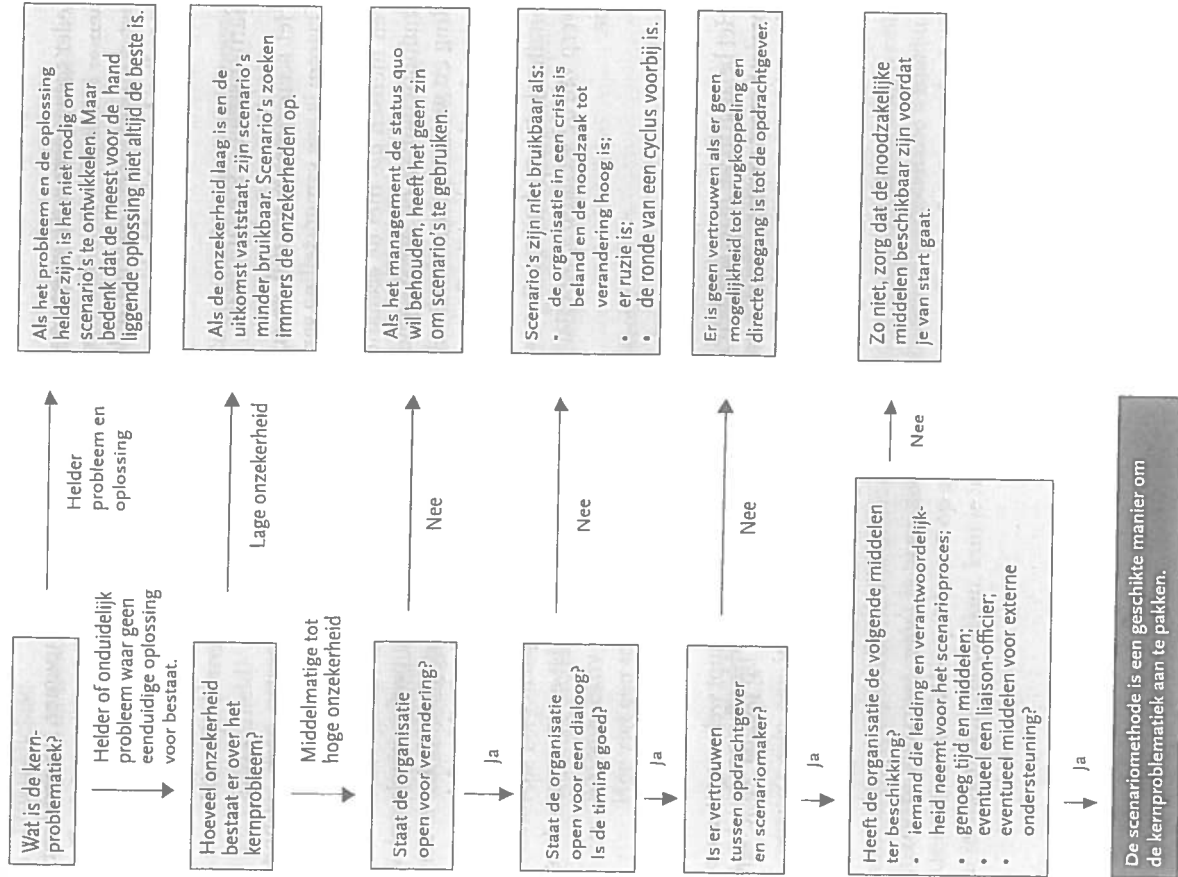 Wat is de kern-
problematiek?
Helder
probleem en
oplossing
Als het probleem en de oplossing
helder zijn, is het niet nodig om
scenario's te ontwikkelen. Maar
bedenk dat de meest voor de hand
liggende oplossing niet altijd de beste is.
Helder of onduidelijk
probleem waar geen
eenduidige oplossing
voor bestaat.
Hoeveel onzekerheid
bestaat er over het
kernprobleem?
Lage onzekerheid
Als de onzekerheid laag is en de
uitkomst vaststaat, zijn scenario's
minder bruikbaar. Scenario's zoeken
immers de onzekerheden op.
Middelmatige tot
hoge onzekerheid
Staat de organisatie
open voor verandering?
Nee
Als het management de status quo
wil behouden, heeft het geen zin
om scenario's te gebruiken.
Ja
Staat de organisatie
open voor een dialoog?
Is de timing goed?
Nee
Scenario's zijn niet bruikbaar als:
• de organisatie in een crisis is
beland en de noodzaak tot
verandering hoog is;
• er ruzie is;
• de ronde van een cyclus voorbij is.
Ja
Is er vertrouwen
tussen opdrachtgever
en scenariomaker?
Nee
Er is geen vertrouwen als er geen
mogelijkheid tot terugkoppeling en
directe toegang is tot de opdrachtgever.
Ja
Heeft de organisatie de volgende middelen
ter beschikking?
• iemand die leiding en verantwoordelijk-
heid neemt voor het scenarioproces;
• genoeg tijd en middelen;
• eventueel een liaison-officier;
• eventueel middelen voor externe
ondersteuning?
Nee
Zo niet, zorg dat de noodzakelijke
middelen beschikbaar zijn voordat
je van start gaat.
Ja
De scenariomethode is een geschikte manier om
de kernproblematiek aan te pakken.